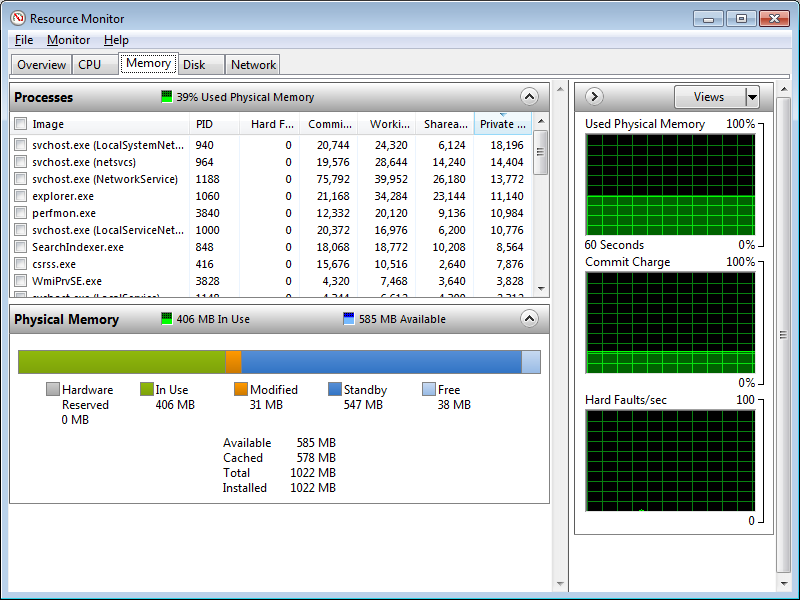 Resource Monitor
File Monitor Help
Overview CPU Memory Disk Network
Processes 39% Used Physical Memory
Image PID Hard F... Commi... Worki... Sharea... Private ...
svchost.exe (LocalSystemNet... 940 0 20,744 24,320 6,124 18,196
svchost.exe (netsvcs) 964 0 19,576 28,644 14,240 14,404
svchost.exe (NetworkService) 1188 0 75,792 39,952 26,180 13,772
explorer.exe 1060 0 21,168 34,284 23,144 11,140
perfmon.exe 3840 0 12,332 20,120 9,136 10,984
svchost.exe (LocalServiceNet... 1000 0 20,372 16,976 6,200 10,776
SearchIndexer.exe 848 0 18,068 18,772 10,208 8,564
csrss.exe 416 0 15,676 10,516 2,640 7,876
WmiPrvSE.exe 3828 0 4,320 7,468 3,640 3,828
svchost.exe (LocalService) 1148 0
Physical Memory 406 MB In Use 585 MB Available
Hardware Reserved 0 MB
In Use 406 MB
Modified 31 MB
Standby 547 MB
Free 38 MB
Available 585 MB
Cached 578 MB
Total 1022 MB
Installed 1022 MB
Views
Used Physical Memory 100%
60 Seconds 0%
Commit Charge 100%
0%
Hard Faults/sec 100
0